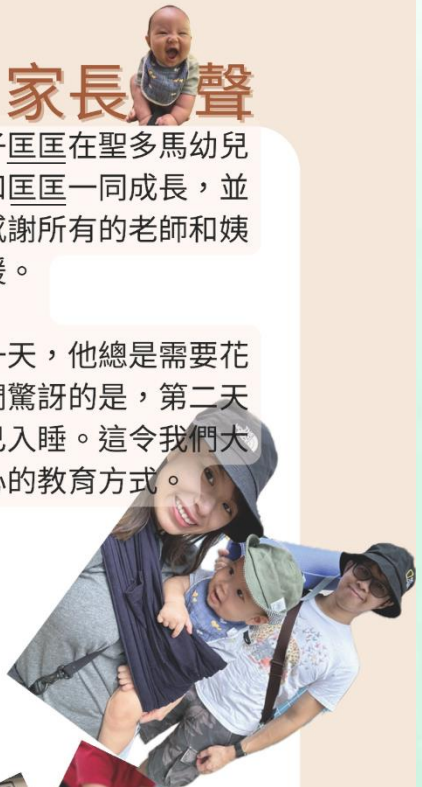 家長 聲
匡匡在聖多馬幼兒
匡匡一同成長，並
感謝所有的老師和姨
。
一天，他總是需要花
們驚訝的是，第二天
已入睡。這令我們大
心的教育方式。